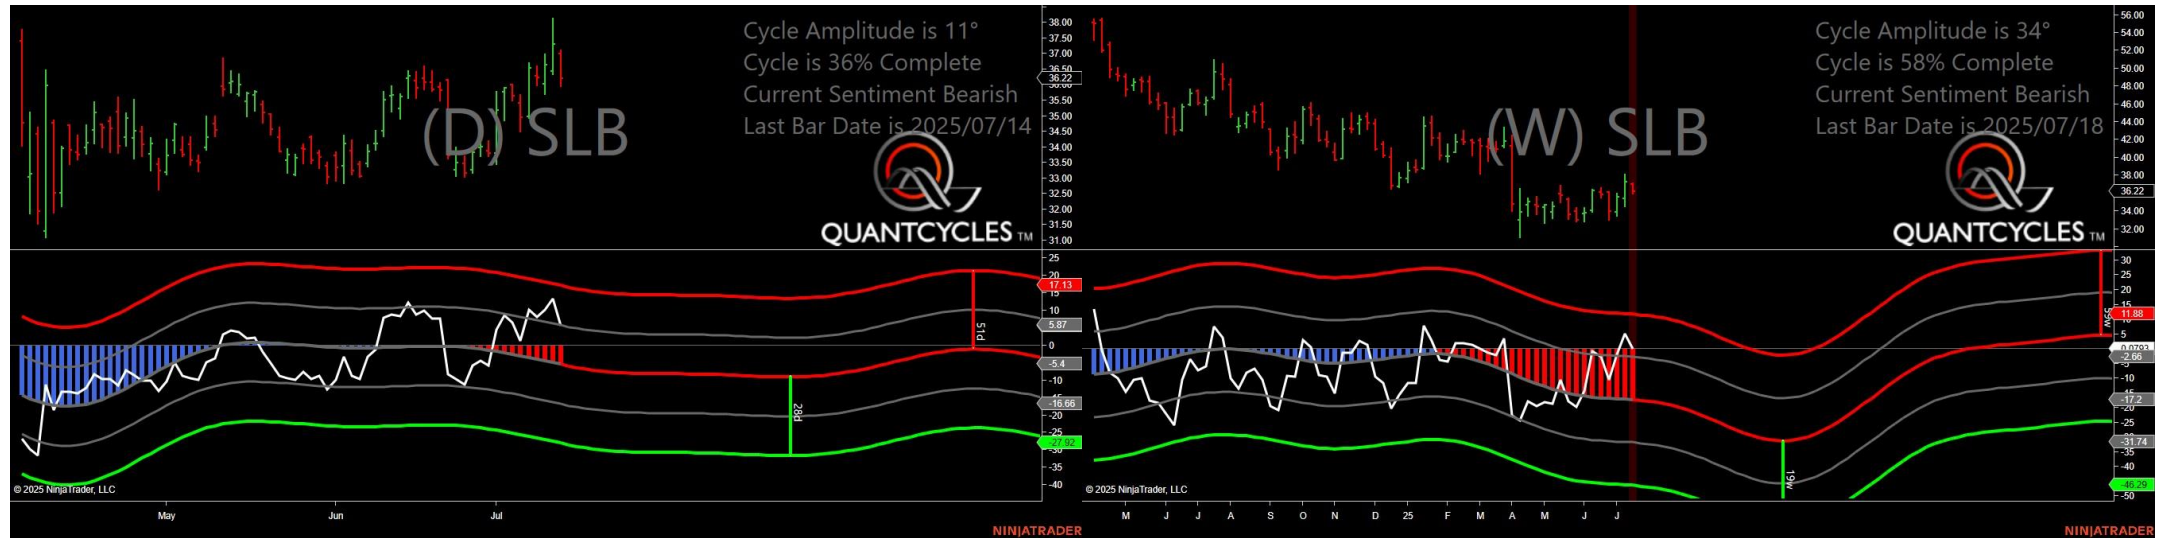 Cycle Amplitude is 11°
Cycle is 36% Complete
Current Sentiment Bearish
Last Bar Date is 2025/07/14
(D) SLB
QUANTCYCLES TM
38.00
37.50
37.00
36.50
36.22
35.50
35.00
34.50
34.00
33.50
33.00
32.50
32.00
31.50
31.00
25
20
17.13
15
10
5.87
0
-5.4
-10
-16.66
-20
-25
-27.92
-35
-40
51d
28d
© 2025 NinjaTrader, LLC
May
Jun
Jul
NINJATRADER
Cycle Amplitude is 34°
Cycle is 58% Complete
Current Sentiment Bearish
Last Bar Date is 2025/07/18
(W) SLB
QUANTCYCLES TM
56.00
54.00
52.00
50.00
48.00
46.00
44.00
42.00
40.00
38.00
36.22
34.00
32.00
30
25
20
11.88
5
0.0793
-2.66
-10
-17.2
-20
-25
-31.74
-35
-40
-46.29
-50
59w
19w
© 2025 NinjaTrader, LLC
M
J
J
A
S
O
N
D
25
F
M
A
M
J
J
NINJATRADER